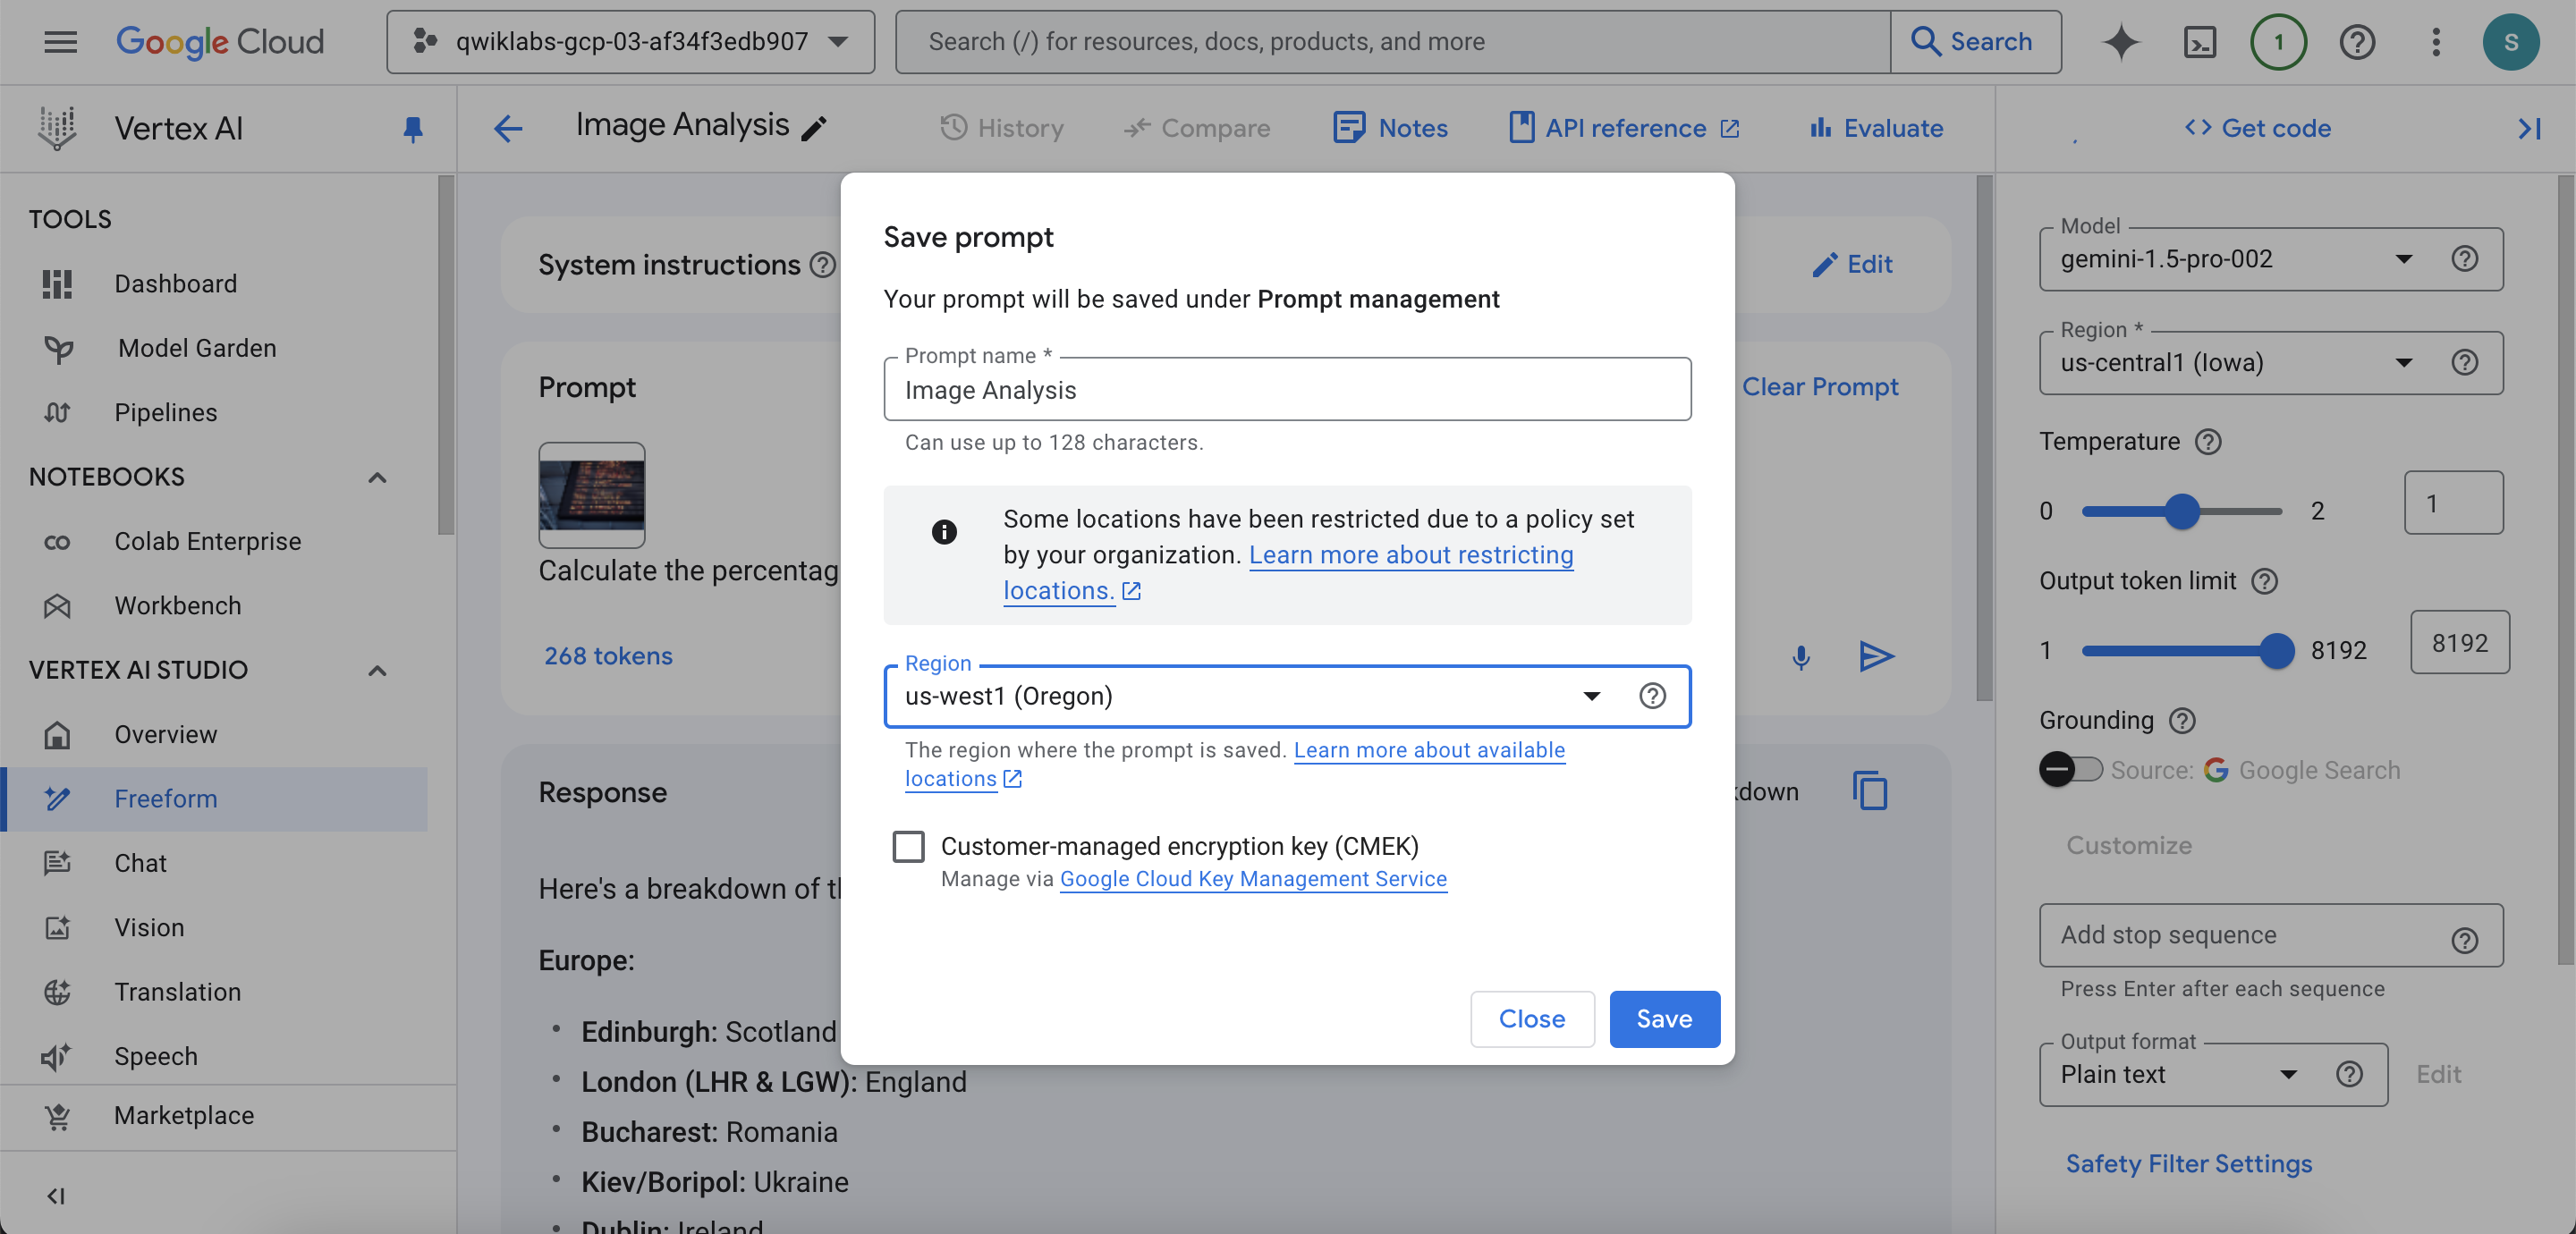 Google Cloud
qwiklabs-gcp-03-af34f3edb907
Search (/) for resources, docs, products, and more
Search
1
S
Vertex AI
Image Analysis
History
Compare
Notes
API reference
Evaluate
Get code
TOOLS
Dashboard
Model Garden
Pipelines
NOTEBOOKS
Colab Enterprise
Workbench
VERTEX AI STUDIO
Overview
Freeform
Chat
Vision
Translation
Speech
Marketplace
System instructions
Edit
Prompt
Clear Prompt
Calculate the percentag
268 tokens
Response
kdown
Here's a breakdown of th
Europe:
Edinburgh: Scotland
London (LHR & LGW): England
Bucharest: Romania
Kiev/Boripol: Ukraine
Dublin: Ireland
Save prompt
Your prompt will be saved under Prompt management
Prompt name *
Image Analysis
Can use up to 128 characters.
Some locations have been restricted due to a policy set
by your organization. Learn more about restricting
locations.
Region
us-west1 (Oregon)
The region where the prompt is saved. Learn more about available
locations
Customer-managed encryption key (CMEK)
Manage via Google Cloud Key Management Service
Close
Save
Model
gemini-1.5-pro-002
Region *
us-central1 (Iowa)
Temperature
0
2
1
Output token limit
1
8192
8192
Grounding
Source: Google Search
Customize
Add stop sequence
Press Enter after each sequence
Output format
Plain text
Edit
Safety Filter Settings